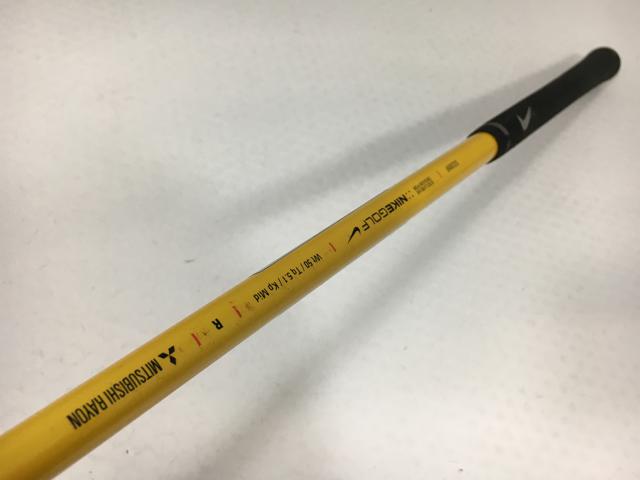 NIKEGOLF
Wt 50 / Tq 5.1 / Kp Mid
R
MITSUBISHI RAYON